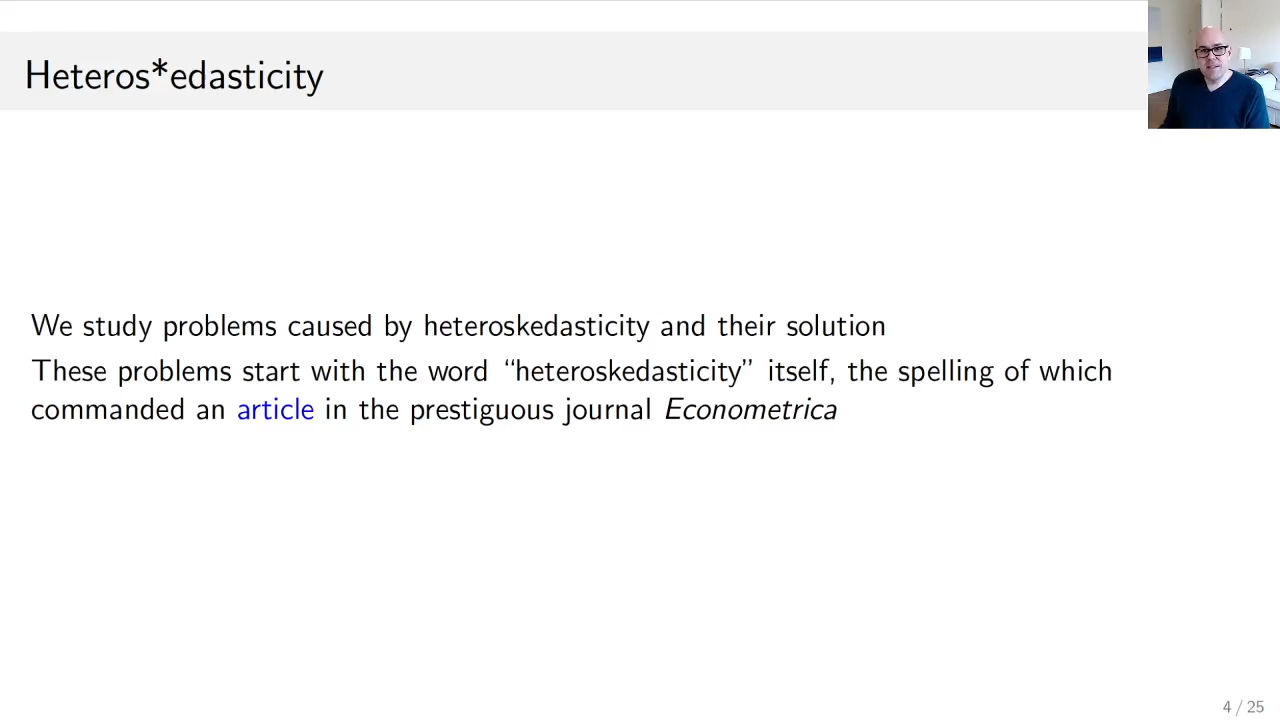 Heteros*edasticity
We study problems caused by heteroskedasticity and their solution
These problems start with the word “heteroskedasticity” itself, the spelling of which
commanded an article in the prestiguous journal Econometrica
4 / 25